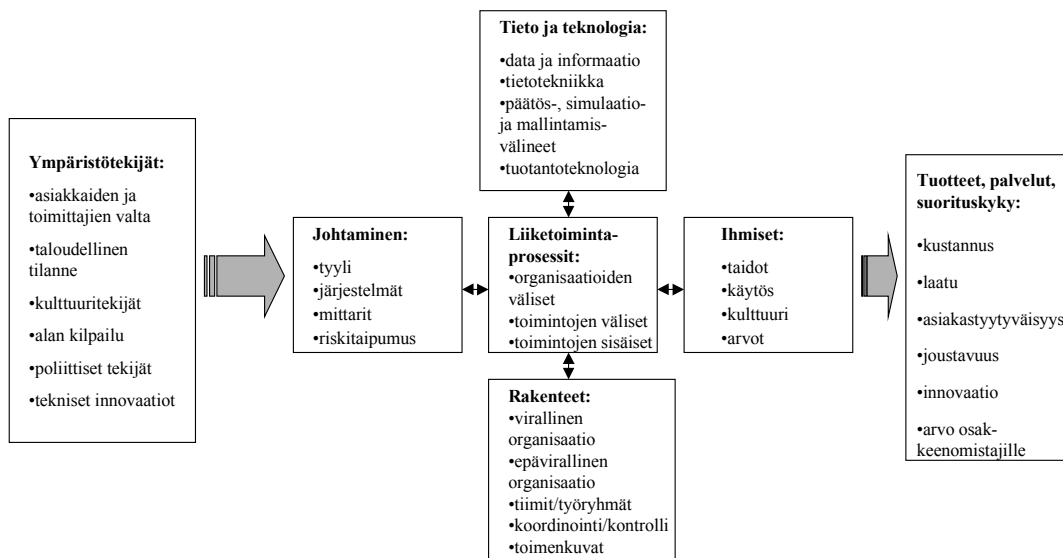 Ympäristötekijät:
•asiakkaiden ja
toimittajien valta
•taloudellinen
tilanne
•kulttuuritekijät
•alan kilpailu
•poliittiset tekijät
•tekniset innovaatiot
Johtaminen:
•tyyli
•järjestelmät
•mittarit
•riskitaipumus
Tieto ja teknologia:
•data ja informaatio
•tietotekniikka
•päätös-, simulaatio-
ja mallintamis-
välineet
•tuotantoteknologia
Liiketoiminta-
prosessit:
•organisaatioiden
väliset
•toimintojen väliset
•toimintojen sisäiset
Rakenteet:
•virallinen
organisaatio
•epävirallinen
organisaatio
•tiimit/työryhmät
•koordinointi/kontrolli
•toimenkuvat
Ihmiset:
•taidot
•käytös
•kulttuuri
•arvot
Tuotteet, palvelut,
suorituskyky:
•kustannus
•laatu
•asiakastyytyväisyys
•joustavuus
•innovaatio
•arvo osak-
keenomistajille